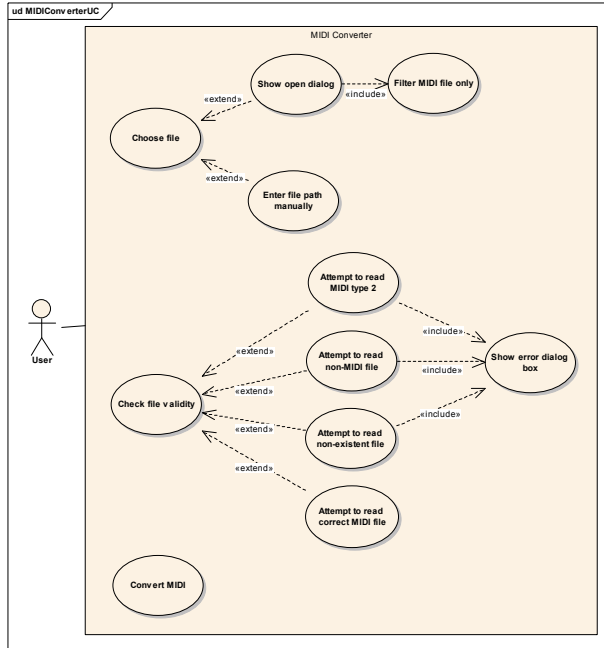 ud MIDIConverterUC
MIDI Converter
Show open dialog
Filter MIDI file only
«extend»
«include»
Choose file
«extend»
Enter file path
manually
Attempt to read
MIDI type 2
«include»
«extend»
Attempt to read
non-MIDI file
«include»
Show error dialog
box
User
«extend»
Check file validity
«include»
«extend»
Attempt to read
non-existent file
«extend»
Attempt to read
correct MIDI file
Convert MIDI